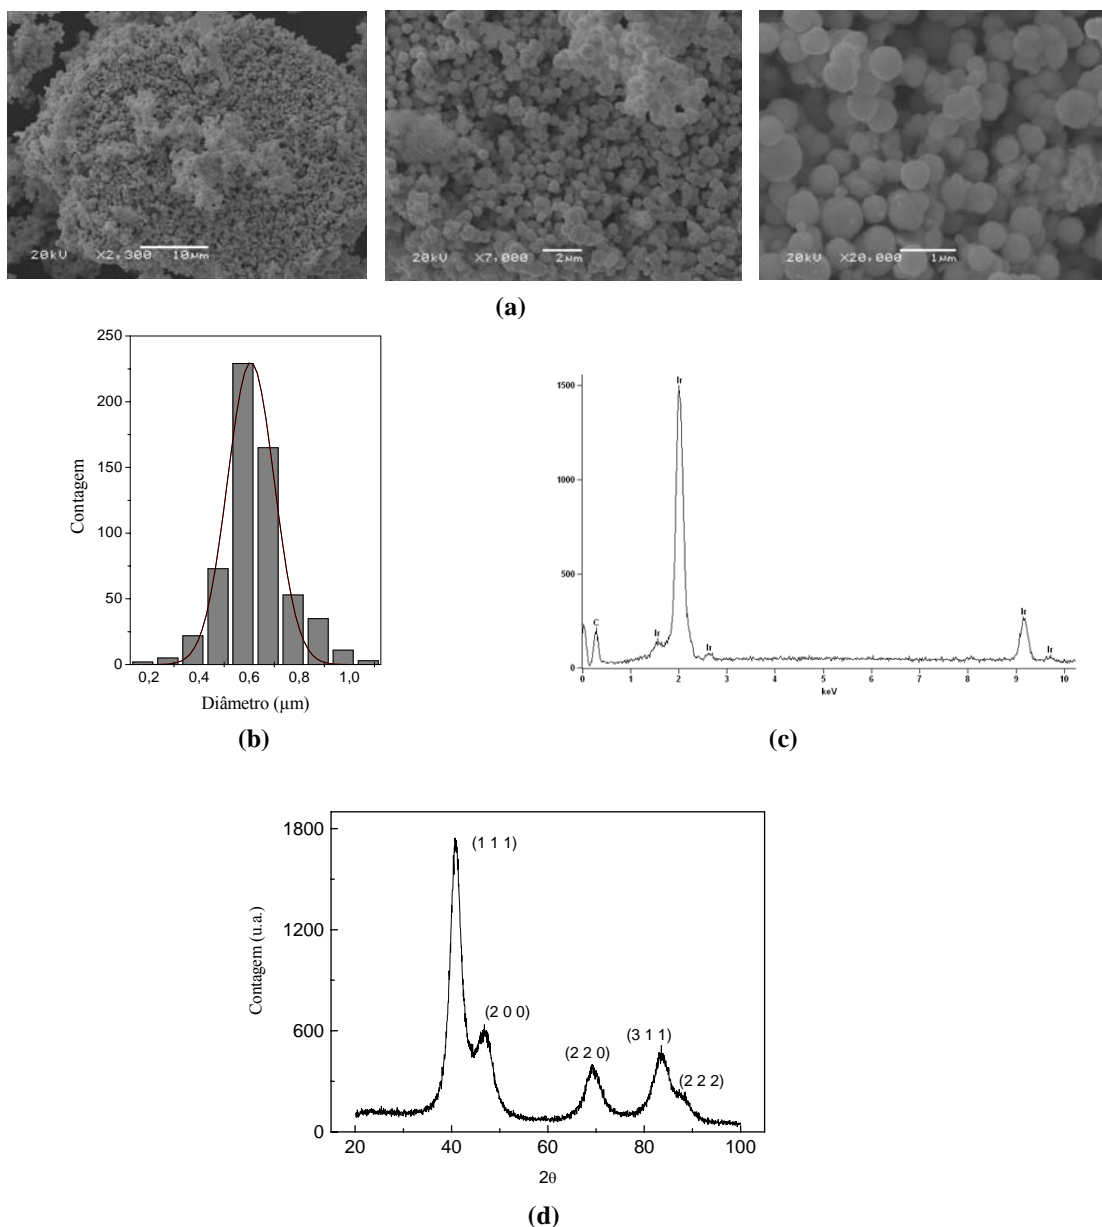 20kV X2,300 10µm
20kV X7,000 2µm
20kV X20,000 1µm
(a)
250
200
150
100
50
0
Contagem
0,2 0,4 0,6 0,8 1,0
Diâmetro (µm)
(b)
1500
1000
500
0
Ir
C
Ir
Ir
Ir
Ir
0 1 2 3 4 5 6 7 8 9 10
keV
(c)
1800
1200
600
0
Contagem (u.a.)
(1 1 1)
(2 0 0)
(2 2 0)
(3 1 1)
(2 2 2)
20 40 60 80 100
2θ
(d)